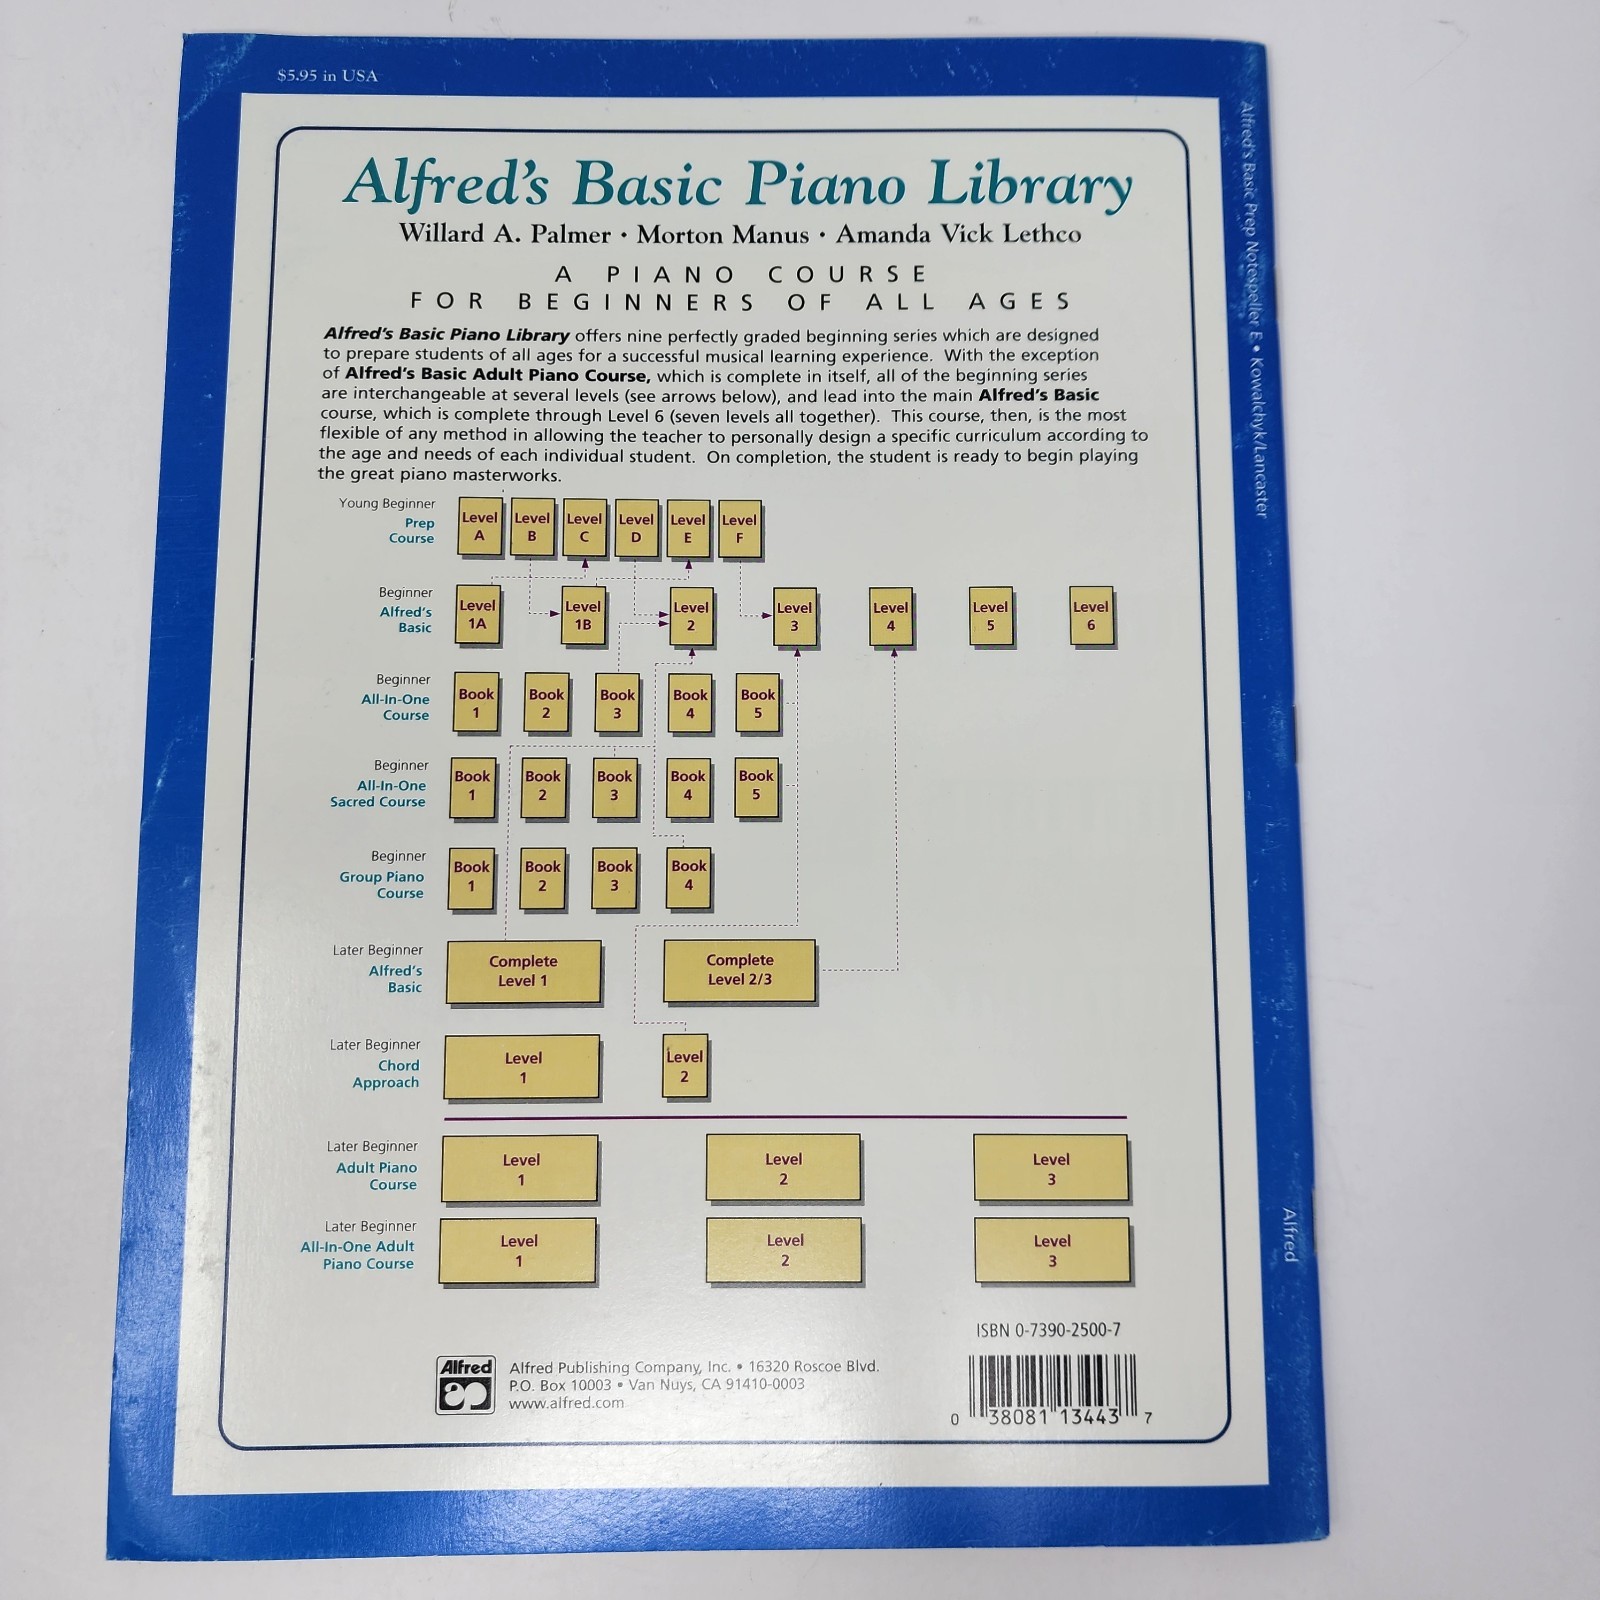 $5.95 in USA
Alfred's Basic Piano Library
Willard A. Palmer • Morton Manus • Amanda Vick Lethco
A PIANO COURSE
FOR BEGINNERS OF ALL AGES
Alfred's Basic Piano Library offers nine perfectly graded beginning series which are designed
to prepare students of all ages for a successful musical learning experience. With the exception
of Alfred's Basic Adult Piano Course, which is complete in itself, all of the beginning series
are interchangeable at several levels (see arrows below), and lead into the main Alfred's Basic
course, which is complete through Level 6 (seven levels all together). This course, then, is the most
flexible of any method in allowing the teacher to personally design a specific curriculum according to
the age and needs of each individual student. On completion, the student is ready to begin playing
the great piano masterworks.
Young Beginner
Prep
Course
Level A
Level B
Level C
Level D
Level E
Level F
Beginner
Alfred's
Basic
Level 1A
Level 1B
Level 2
Level 3
Level 4
Level 5
Level 6
Beginner
All-In-One
Course
Book 1
Book 2
Book 3
Book 4
Book 5
Beginner
All-In-One
Sacred Course
Book 1
Book 2
Book 3
Book 4
Book 5
Beginner
Group Piano
Course
Book 1
Book 2
Book 3
Book 4
Later Beginner
Alfred's
Basic
Complete
Level 1
Complete
Level 2/3
Later Beginner
Chord
Approach
Level 1
Level 2
Later Beginner
Adult Piano
Course
Level 1
Level 2
Level 3
Later Beginner
All-In-One Adult
Piano Course
Level 1
Level 2
Level 3
ISBN 0-7390-2500-7
Alfred
Alfred Publishing Company, Inc. • 16320 Roscoe Blvd.
P.O. Box 10003 • Van Nuys, CA 91410-0003
www.alfred.com
0 38081 13443 7
Alfred's Basic Prep Notespeller E • Kowalchyk/Lancaster
Alfred